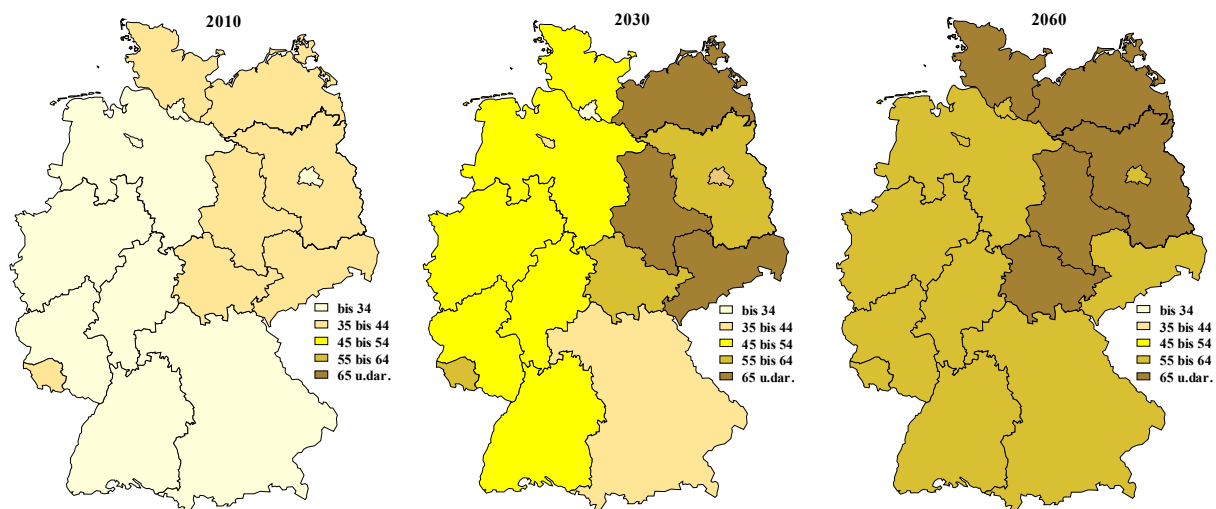 2010
bis 34
35 bis 44
45 bis 54
55 bis 64
65 u.dar.
2030
bis 34
35 bis 44
45 bis 54
55 bis 64
65 u.dar.
2060
bis 34
35 bis 44
45 bis 54
55 bis 64
65 u.dar.